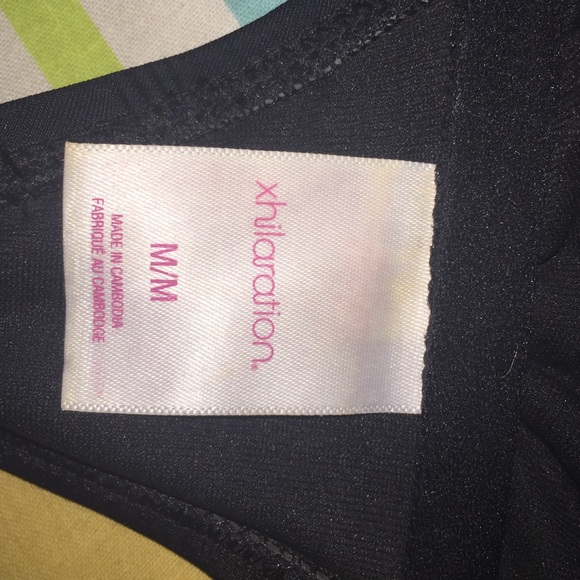 xhilaration®
M/M
MADE IN CAMBODIA
FABRIQUÉ AU CAMBODGE